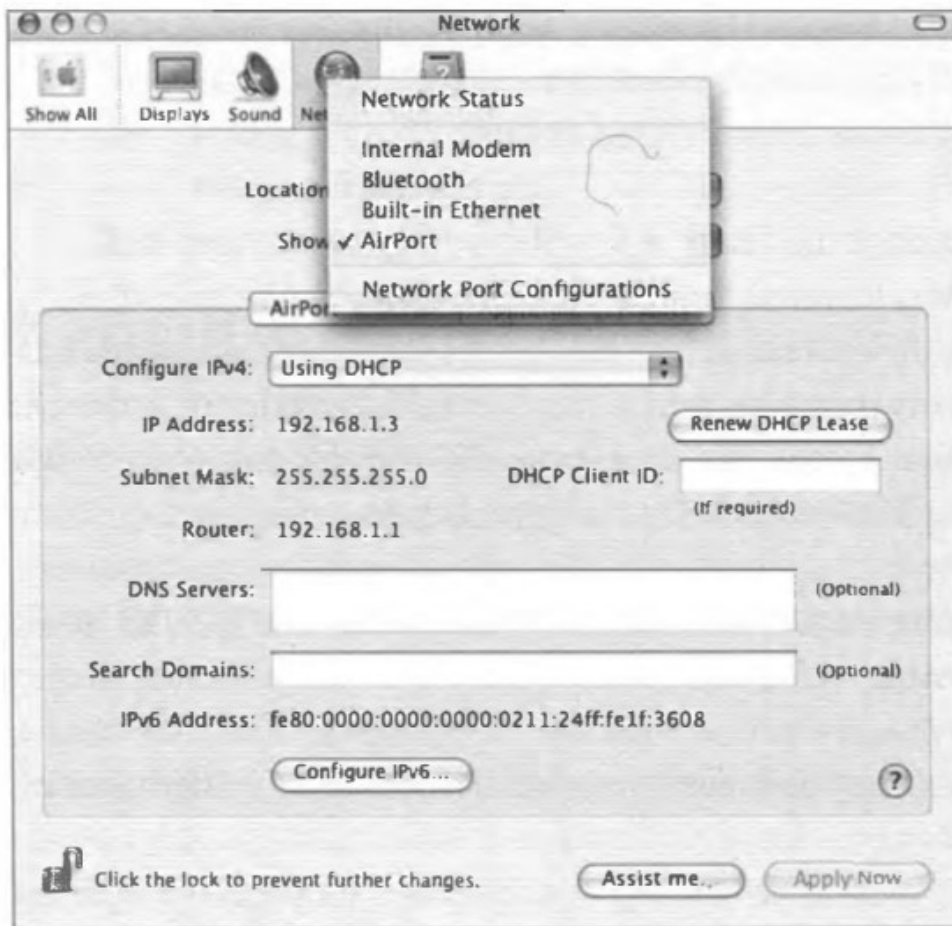 Network
Show All
Displays
Sound
Net
Network Status
Internal Modem
Bluetooth
Built-in Ethernet
✓ AirPort
Network Port Configurations
Location
Show
AirPor
Configure IPv4: Using DHCP
IP Address: 192.168.1.3
Renew DHCP Lease
Subnet Mask: 255.255.255.0
DHCP Client ID:
(If required)
Router: 192.168.1.1
DNS Servers:
(Optional)
Search Domains:
(Optional)
IPv6 Address: fe80:0000:0000:0000:0211:24ff:fe1f:3608
Configure IPv6...
?
Click the lock to prevent further changes.
Assist me..
Apply Now